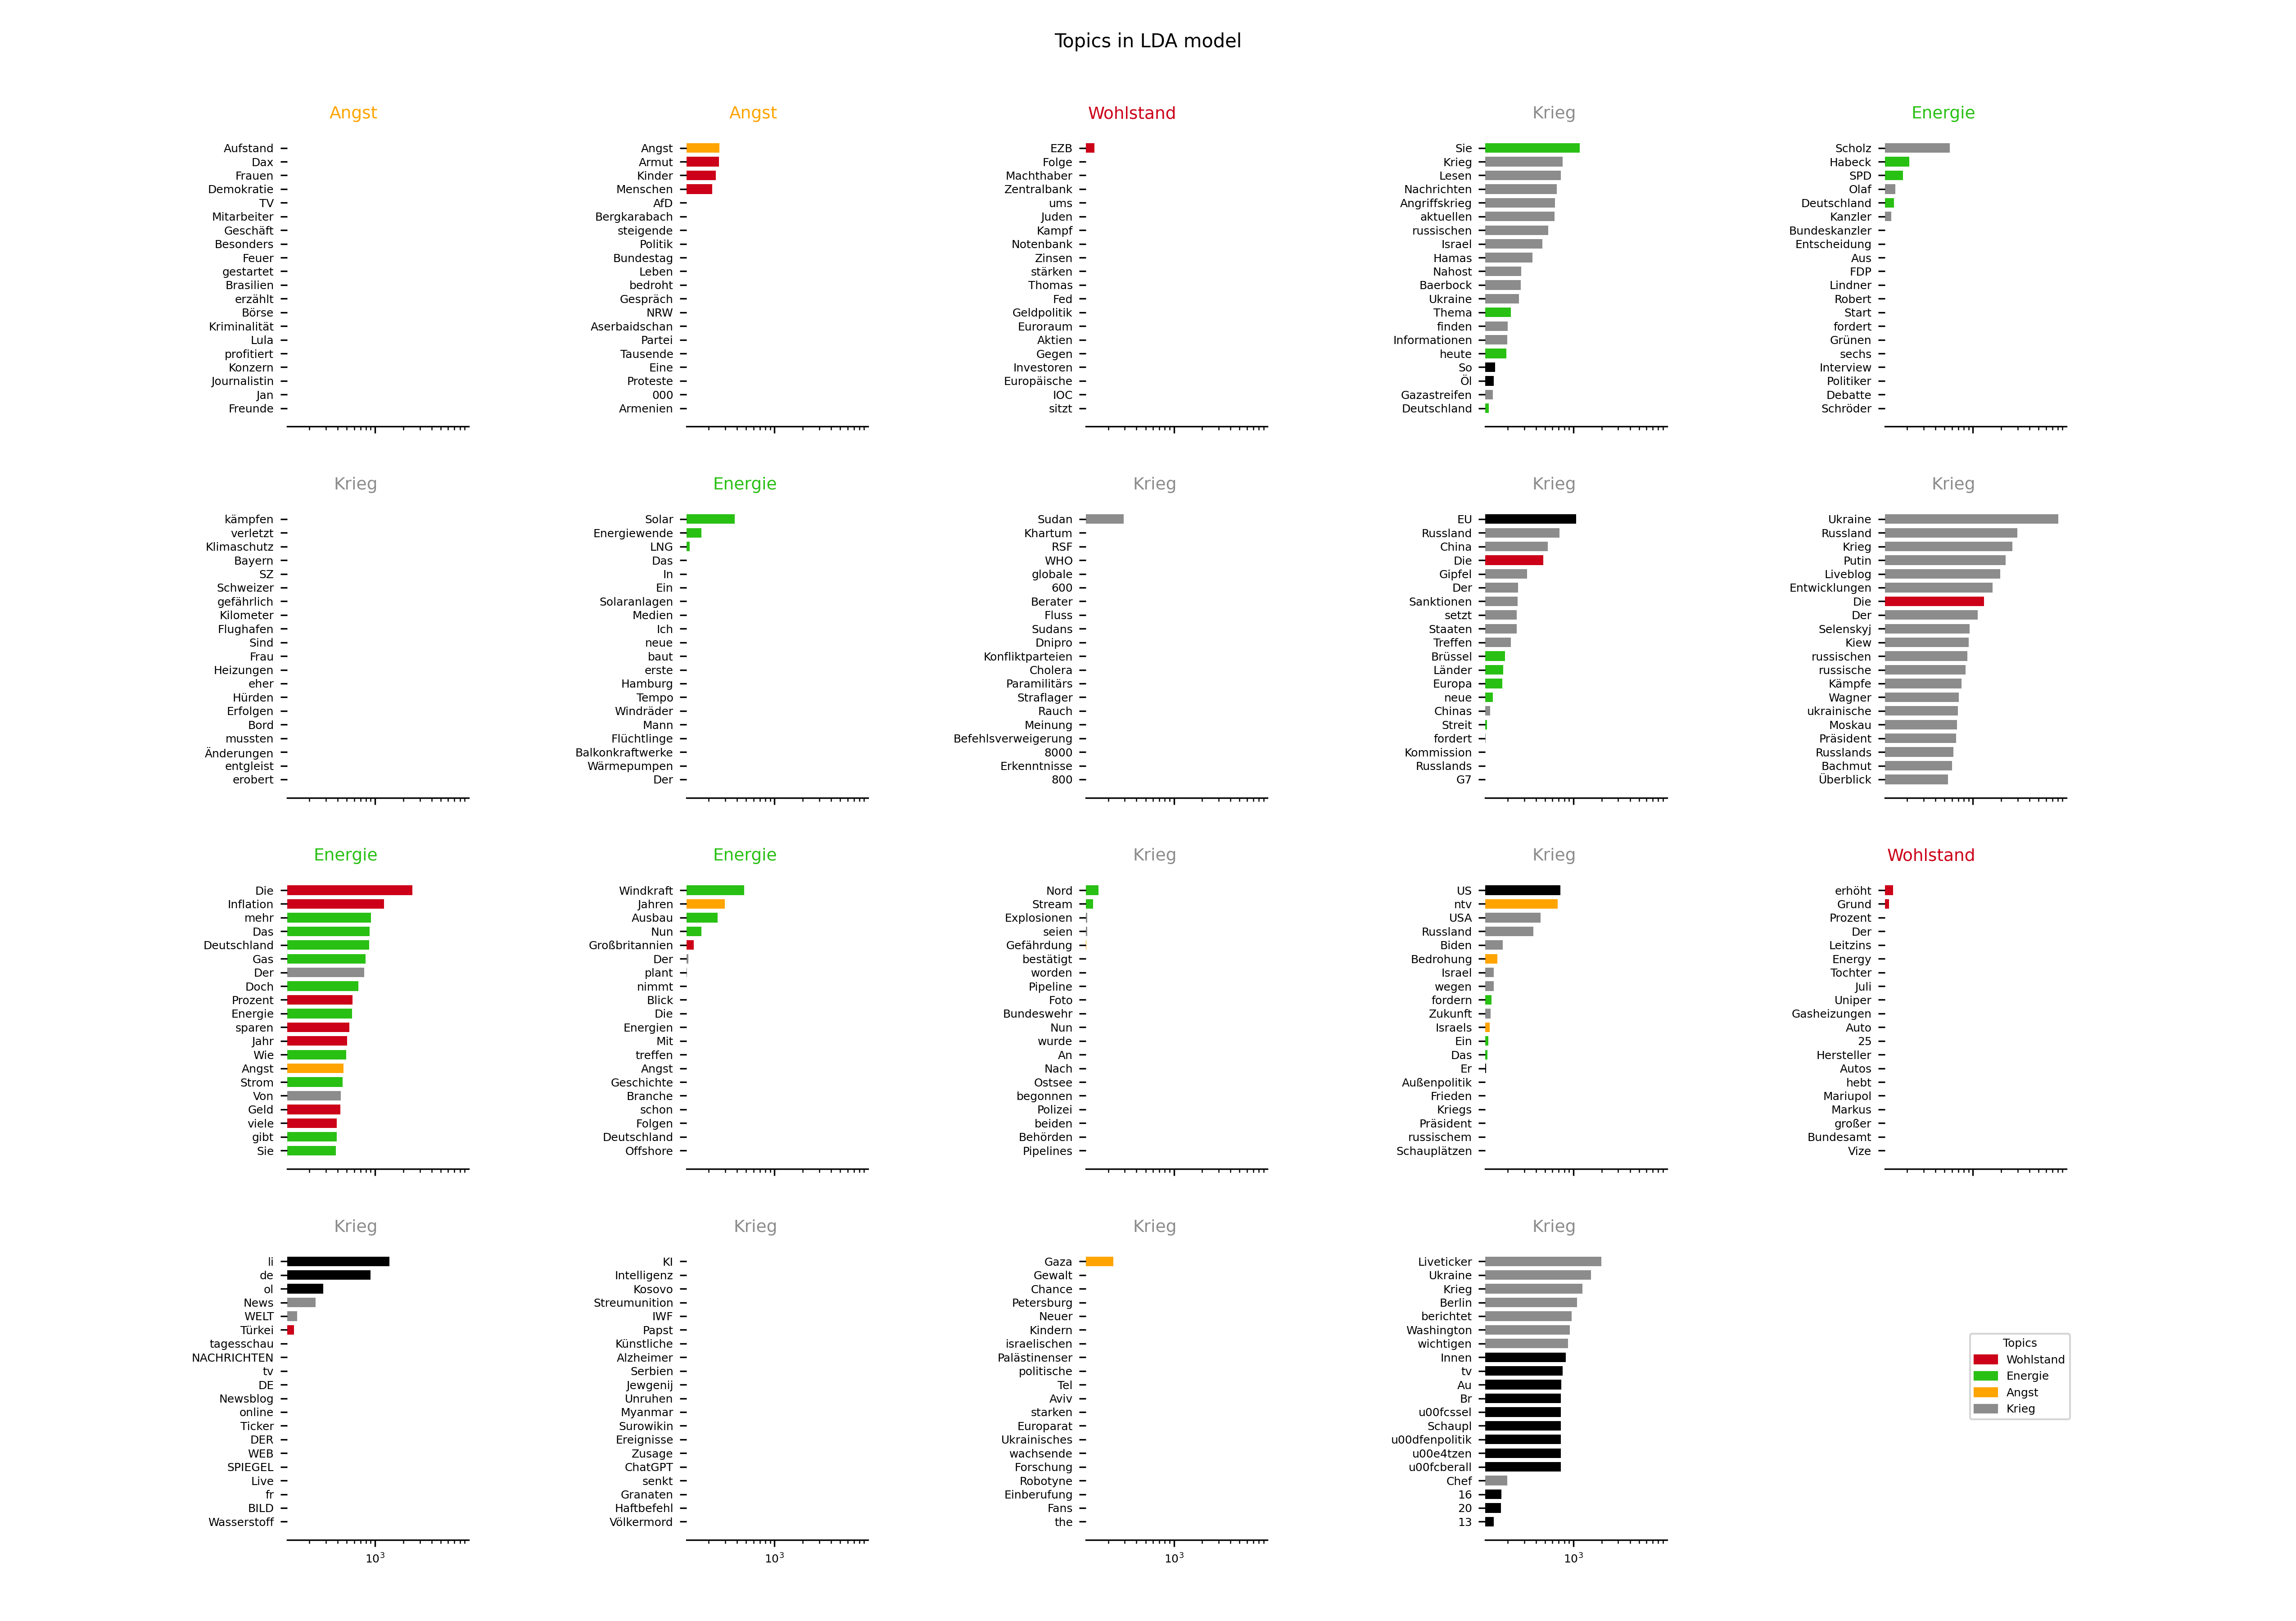 Topics in LDA model
Angst
Aufstand
Dax
Frauen
Demokratie
TV
Mitarbeiter
Geschäft
Besonders
Feuer
gestartet
Brasilien
erzählt
Börse
Kriminalität
Lula
profitiert
Konzern
Journalistin
Jan
Freunde
Angst
Angst
Armut
Kinder
Menschen
AfD
Bergkarabach
steigende
Politik
Bundestag
Leben
bedroht
Gespräch
NRW
Aserbaidschan
Partei
Tausende
Eine
Proteste
000
Armenien
Wohlstand
EZB
Folge
Machthaber
Zentralbank
ums
Juden
Kampf
Notenbank
Zinsen
stärken
Thomas
Fed
Geldpolitik
Euroraum
Aktien
Gegen
Investoren
Europäische
IOC
sitzt
Krieg
Sie
Krieg
Lesen
Nachrichten
Angriffskrieg
aktuellen
russischen
Israel
Hamas
Nahost
Baerbock
Ukraine
Thema
finden
Informationen
heute
So
Öl
Gazastreifen
Deutschland
Energie
Scholz
Habeck
SPD
Olaf
Deutschland
Kanzler
Bundeskanzler
Entscheidung
Aus
FDP
Lindner
Robert
Start
fordert
Grünen
sechs
Interview
Politiker
Debatte
Schröder
Krieg
kämpfen
verletzt
Klimaschutz
Bayern
SZ
Schweizer
gefährlich
Kilometer
Flughafen
Sind
Frau
Heizungen
eher
Hürden
Erfolgen
Bord
mussten
Änderungen
entgleist
erobert
Energie
Solar
Energiewende
LNG
Das
In
Ein
Solaranlagen
Medien
Ich
neue
baut
erste
Hamburg
Tempo
Windräder
Mann
Flüchtlinge
Balkonkraftwerke
Wärmepumpen
Der
Krieg
Sudan
Khartum
RSF
WHO
globale
600
Berater
Fluss
Sudans
Dnipro
Konfliktparteien
Cholera
Paramilitärs
Straflager
Rauch
Meinung
Befehlsverweigerung
8000
Erkenntnisse
800
Krieg
EU
Russland
China
Die
Gipfel
Der
Sanktionen
setzt
Staaten
Treffen
Brüssel
Länder
Europa
neue
Chinas
Streit
fordert
Kommission
Russlands
G7
Krieg
Ukraine
Russland
Krieg
Putin
Liveblog
Entwicklungen
Die
Der
Selenskyj
Kiew
russischen
russische
Kämpfe
Wagner
ukrainische
Moskau
Präsident
Russlands
Bachmut
Überblick
Energie
Die
Inflation
mehr
Das
Deutschland
Gas
Der
Doch
Prozent
Energie
sparen
Jahr
Wie
Angst
Strom
Von
Geld
viele
gibt
Sie
Energie
Windkraft
Jahren
Ausbau
Nun
Großbritannien
Der
plant
nimmt
Blick
Die
Energien
Mit
treffen
Angst
Geschichte
Branche
schon
Folgen
Deutschland
Offshore
Krieg
Nord
Stream
Explosionen
seien
Gefährdung
bestätigt
worden
Pipeline
Foto
Bundeswehr
Nun
wurde
An
Nach
Ostsee
begonnen
Polizei
beiden
Behörden
Pipelines
Krieg
US
ntv
USA
Russland
Biden
Bedrohung
Israel
wegen
fordern
Zukunft
Israels
Ein
Das
Er
Außenpolitik
Frieden
Kriegs
Präsident
russischem
Schauplätzen
Wohlstand
erhöht
Grund
Prozent
Der
Leitzins
Energy
Tochter
Juli
Uniper
Gasheizungen
Auto
25
Hersteller
Autos
hebt
Mariupol
Markus
großer
Bundesamt
Vize
Krieg
li
de
ol
News
WELT
Türkei
tagesschau
NACHRICHTEN
tv
DE
Newsblog
online
Ticker
DER
WEB
SPIEGEL
Live
fr
BILD
Wasserstoff
10³
Krieg
KI
Intelligenz
Kosovo
Streumunition
IWF
Papst
Künstliche
Alzheimer
Serbien
Jewgenij
Unruhen
Myanmar
Surowikin
Ereignisse
Zusage
ChatGPT
senkt
Granaten
Haftbefehl
Völkermord
10³
Krieg
Gaza
Gewalt
Chance
Petersburg
Neuer
Kindern
israelischen
Palästinenser
politische
Tel
Aviv
starken
Europarat
Ukrainisches
wachsende
Forschung
Robotyne
Einberufung
Fans
the
10³
Krieg
Liveticker
Ukraine
Krieg
Berlin
berichtet
Washington
wichtigen
Innen
tv
Au
Br
u00fcssel
Schaupl
u00dfenpolitik
u00e4tzen
u00fcberall
Chef
16
20
13
10³
Topics
Wohlstand
Energie
Angst
Krieg